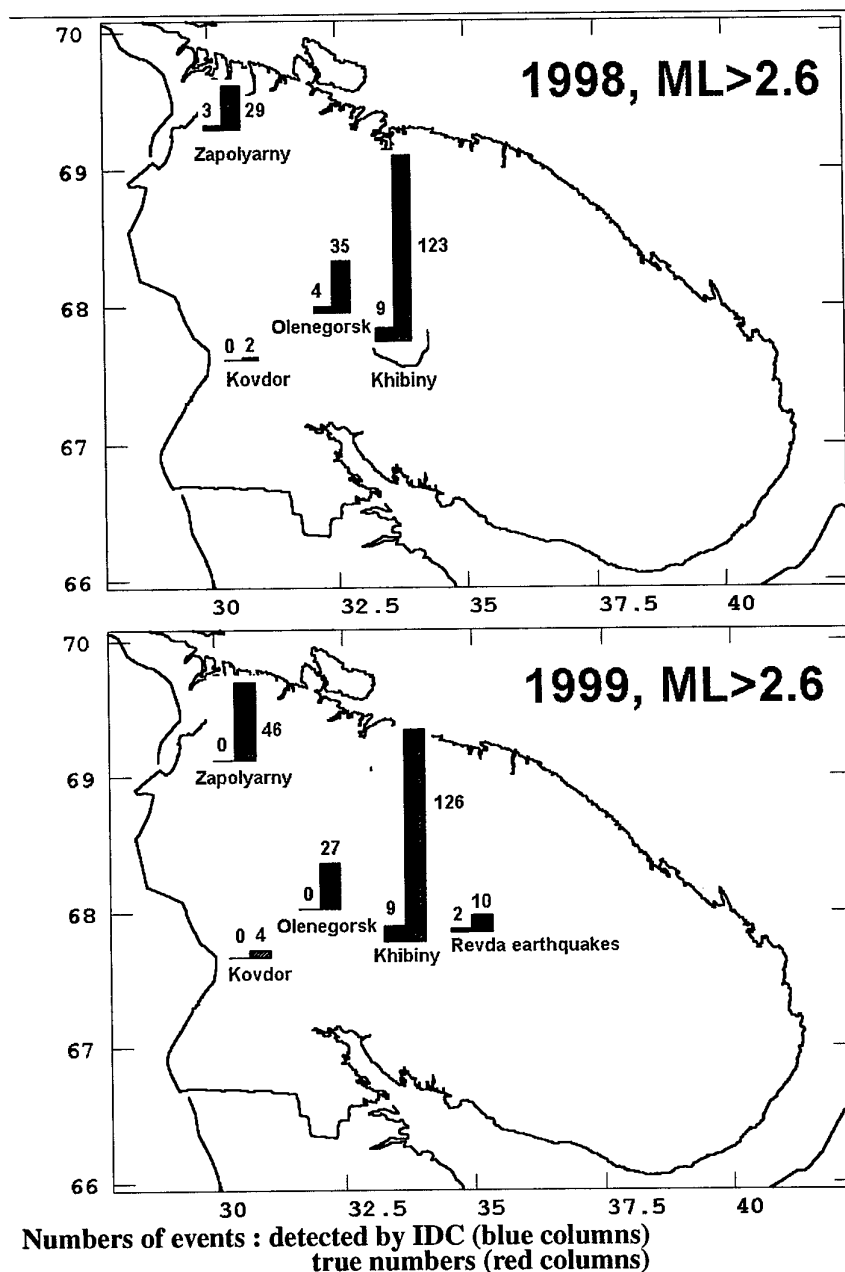 70
1998, ML>2.6
3 29
Zapolyarny
69
35
123
4
9
68
Olenegorsk
0 2
Kovdor
Khibiny
67
66
30 32.5 35 37.5 40
70
1999, ML>2.6
46
0
Zapolyarny
69
126
27
0
9
2 10
68
Olenegorsk
Khibiny
Revda earthquakes
0 4
Kovdor
67
66
30 32.5 35 37.5 40
Numbers of events : detected by IDC (blue columns)
true numbers (red columns)